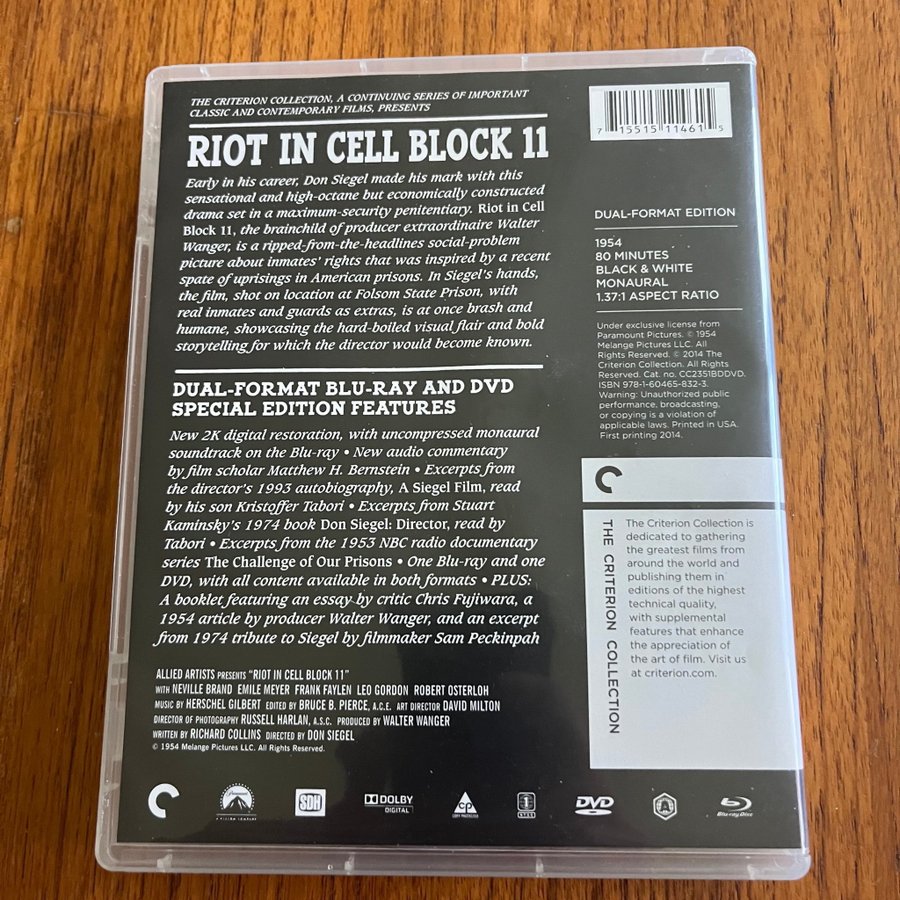 THE CRITERION COLLECTION, A CONTINUING SERIES OF IMPORTANT
CLASSIC AND CONTEMPORARY FILMS, PRESENTS
RIOT IN CELL BLOCK 11
Early in his career, Don Siegel made his mark with this
sensational and high-octane but economically constructed
drama set in a maximum-security penitentiary. Riot in Cell
Block 11, the brainchild of producer extraordinaire Walter
Wanger, is a ripped-from-the-headlines social-problem
picture about inmates' rights that was inspired by a recent
spate of uprisings in American prisons. In Siegel's hands,
the film, shot on location at Folsom State Prison, with
real inmates and guards as extras, is at once brash and
humane, showcasing the hard-boiled visual flair and bold
storytelling for which the director would become known.
DUAL-FORMAT BLU-RAY AND DVD
SPECIAL EDITION FEATURES
New 2K digital restoration, with uncompressed monaural
soundtrack on the Blu-ray • New audio commentary
by film scholar Matthew H. Bernstein • Excerpts from
the director's 1993 autobiography, A Siegel Film, read
by his son Kristoffer Tabori • Excerpts from Stuart
Kaminsky's 1974 book Don Siegel: Director, read by
Tabori • Excerpts from the 1953 NBC radio documentary
series The Challenge of Our Prisons • One Blu-ray and one
DVD, with all content available in both formats • PLUS:
A booklet featuring an essay by critic Chris Fujiwara, a
1954 article by producer Walter Wanger, and an excerpt
from 1974 tribute to Siegel by filmmaker Sam Peckinpah
ALLIED ARTISTS PRESENTS "RIOT IN CELL BLOCK 11"
WITH NEVILLE BRAND EMILE MEYER FRANK FAYLEN LEO GORDON ROBERT OSTERLOH
MUSIC BY HERSCHEL GILBERT EDITED BY BRUCE B. PIERCE, A.C.E. ART DIRECTOR DAVID MILTON
DIRECTOR OF PHOTOGRAPHY RUSSELL HARLAN, A.S.C. PRODUCED BY WALTER WANGER
WRITTEN BY RICHARD COLLINS DIRECTED BY DON SIEGEL
© 1954 Melange Pictures LLC. All Rights Reserved.
7 15515 11461 5
DUAL-FORMAT EDITION
1954
80 MINUTES
BLACK & WHITE
MONAURAL
1.37:1 ASPECT RATIO
Under exclusive license from
Paramount Pictures. © 1954
Melange Pictures LLC. All
Rights Reserved. © 2014 The
Criterion Collection. All Rights
Reserved. Cat. no. CC2351BDDVD.
ISBN 978-1-60465-832-3.
Warning: Unauthorized public
performance, broadcasting,
or copying is a violation of
applicable laws. Printed in USA.
First printing 2014.
THE CRITERION COLLECTION
The Criterion Collection is
dedicated to gathering
the greatest films from
around the world and
publishing them in
editions of the highest
technical quality,
with supplemental
features that enhance
the appreciation of
the art of film. Visit us
at criterion.com.
Paramount
SDH
DOLBY
DIGITAL
CP
COPY PROTECTED
1
NTSC
DVD
A
Blu-ray Disc